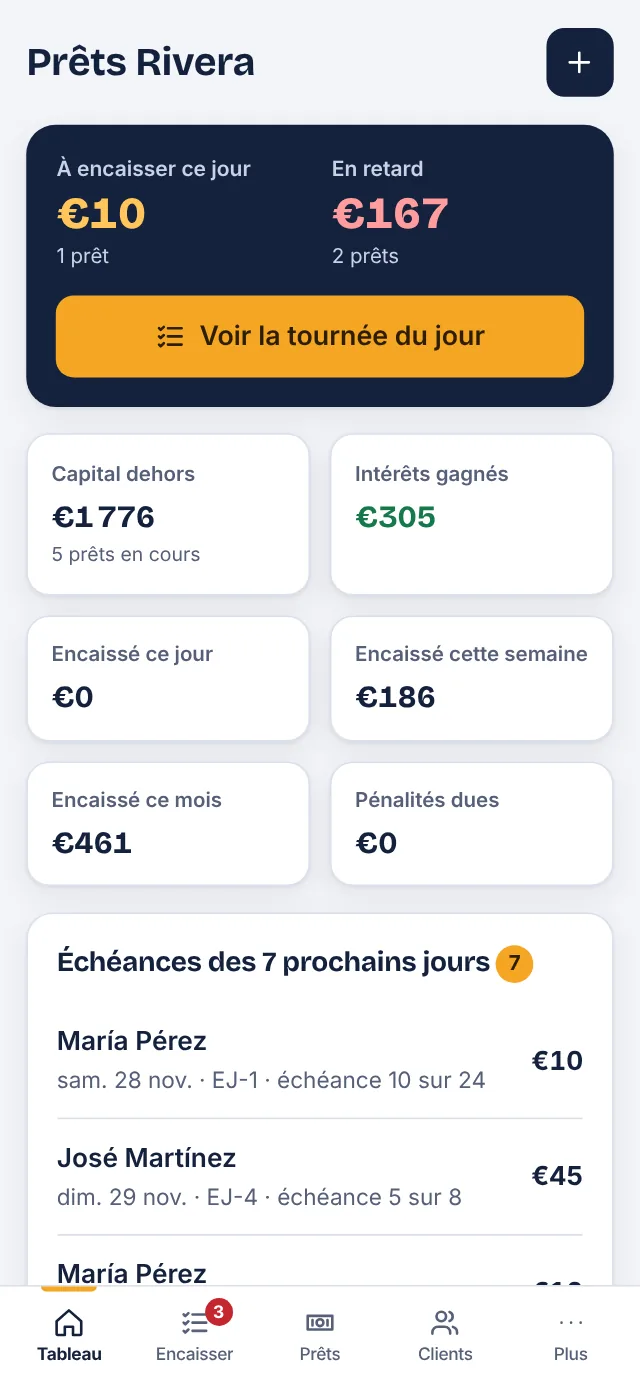 Prêts Rivera
À encaisser ce jour
€10
1 prêt
En retard
€167
2 prêts
Voir la tournée du jour
Capital dehors
€1 776
5 prêts en cours
Intérêts gagnés
€305
Encaissé ce jour
€0
Encaissé cette semaine
€186
Encaissé ce mois
€461
Pénalités dues
€0
Échéances des 7 prochains jours 7
María Pérez
€10
sam. 28 nov. · EJ-1 · échéance 10 sur 24
José Martínez
€45
dim. 29 nov. · EJ-4 · échéance 5 sur 8
María Pérez
3
Tableau
Encaisser
Prêts
Clients
Plus